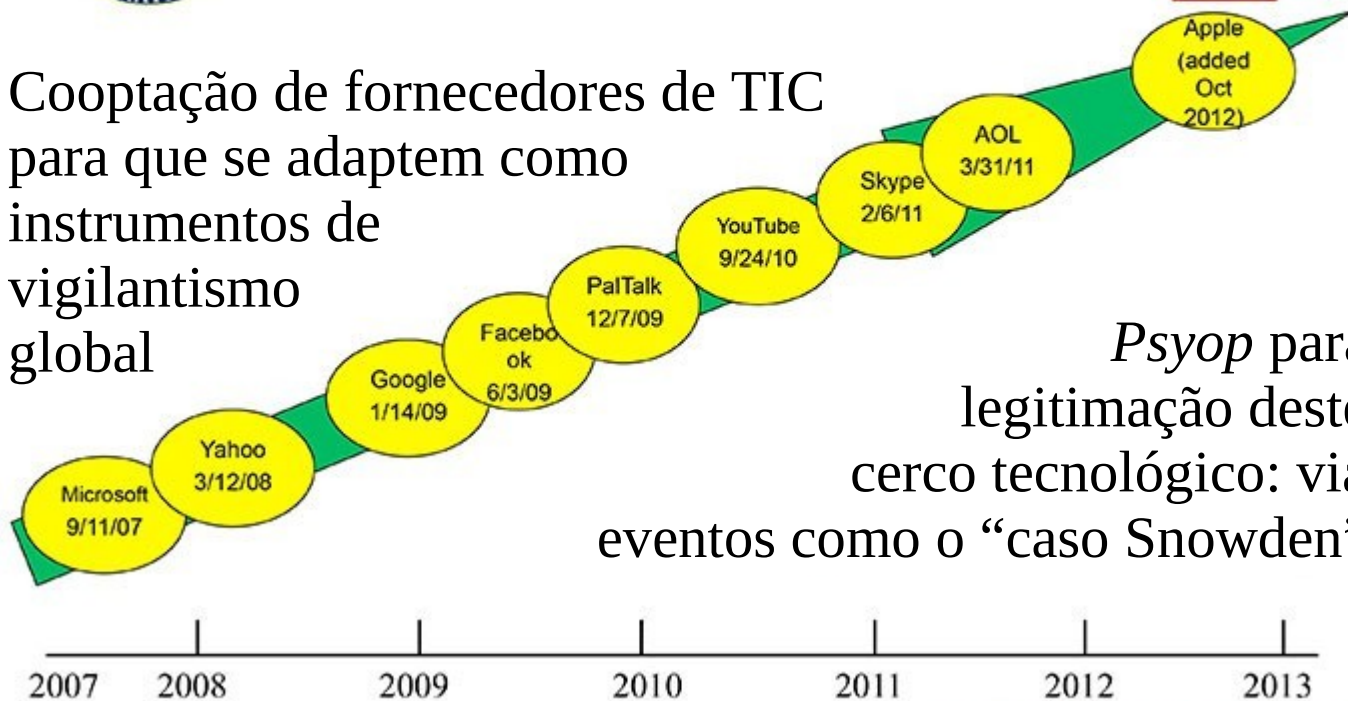 Cooptação de fornecedores de TIC
para que se adaptem como
instrumentos de
vigilantismo
global
Apple
(added
Oct
2012)
AOL
3/31/11
Skype
2/6/11
YouTube
9/24/10
PalTalk
12/7/09
Facebo
ok
6/3/09
Google
1/14/09
Yahoo
3/12/08
Microsoft
9/11/07
Psyop para
legitimação deste
cerco tecnológico: via
eventos como o “caso Snowden”
2007 2008 2009 2010 2011 2012 2013